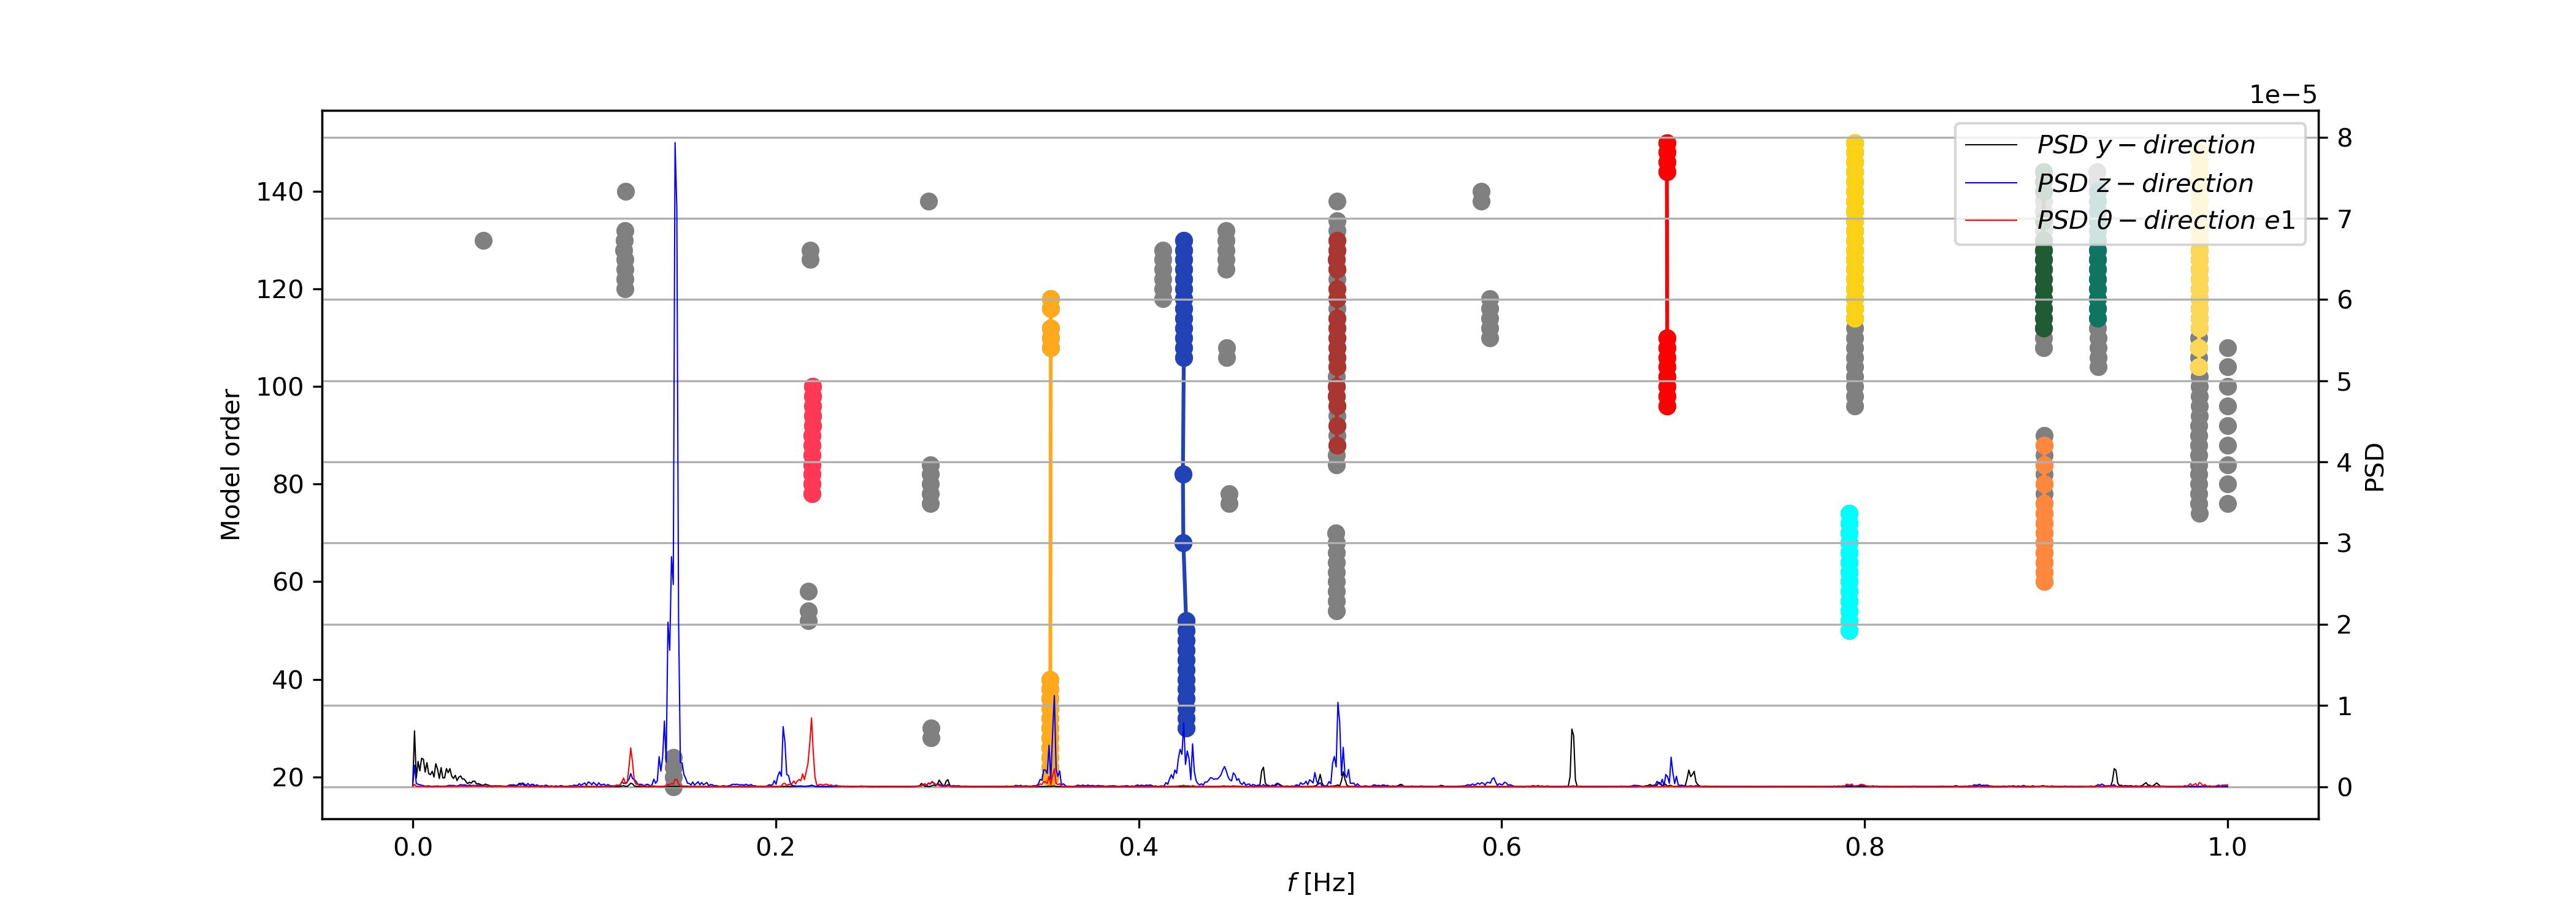 1e−5
PSD y − direction
PSD z − direction
PSD θ − direction e1
140
120
100
80
60
40
20
Model order
8
7
6
5
4
3
2
1
0
PSD
0.0 0.2 0.4 0.6 0.8 1.0
f [Hz]